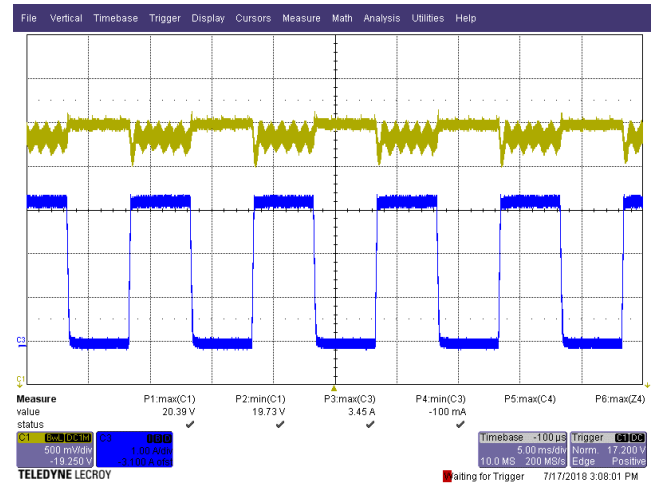 File Vertical Timebase Trigger Display Cursors Measure Math Analysis Utilities Help
C3
C1
Measure P1:max(C1) P2:min(C1) P3:max(C3) P4:min(C3) P5:max(C4) P6:max(Z4)
value 20.39 V 19.73 V 3.45 A -100 mA
status
C1 BwL DC1M C3 Timebase -100 µs Trigger C1 DC
500 mV/div 1.00 A/div 5.00 ms/div Norm. 17.200 V
-19.250 V 10.0 MS 200 MS/s Edge Positive
TELEDYNE LECROY Waiting for Trigger 7/17/2018 3:08:01 PM